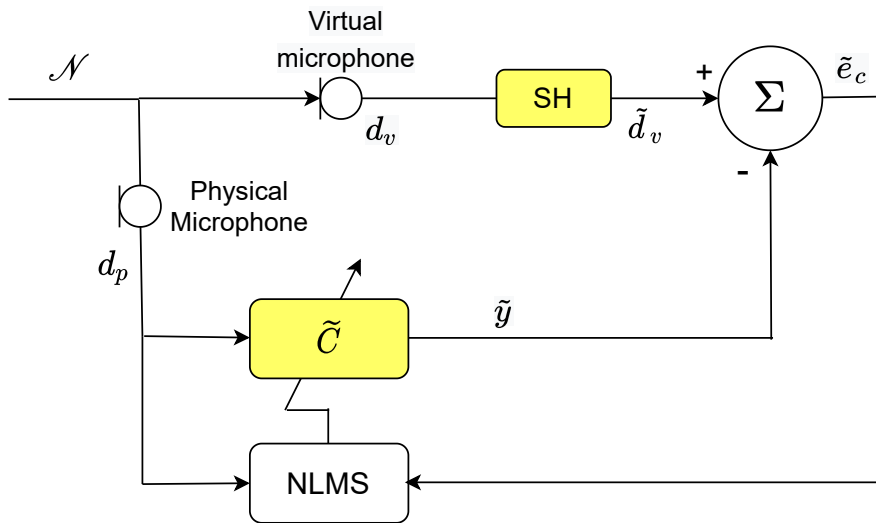 Virtual
microphone
𝒩
SH
+
Σ
ẽ_c
d_v
d̃_v
-
Physical
Microphone
d_p
C̃
ỹ
NLMS